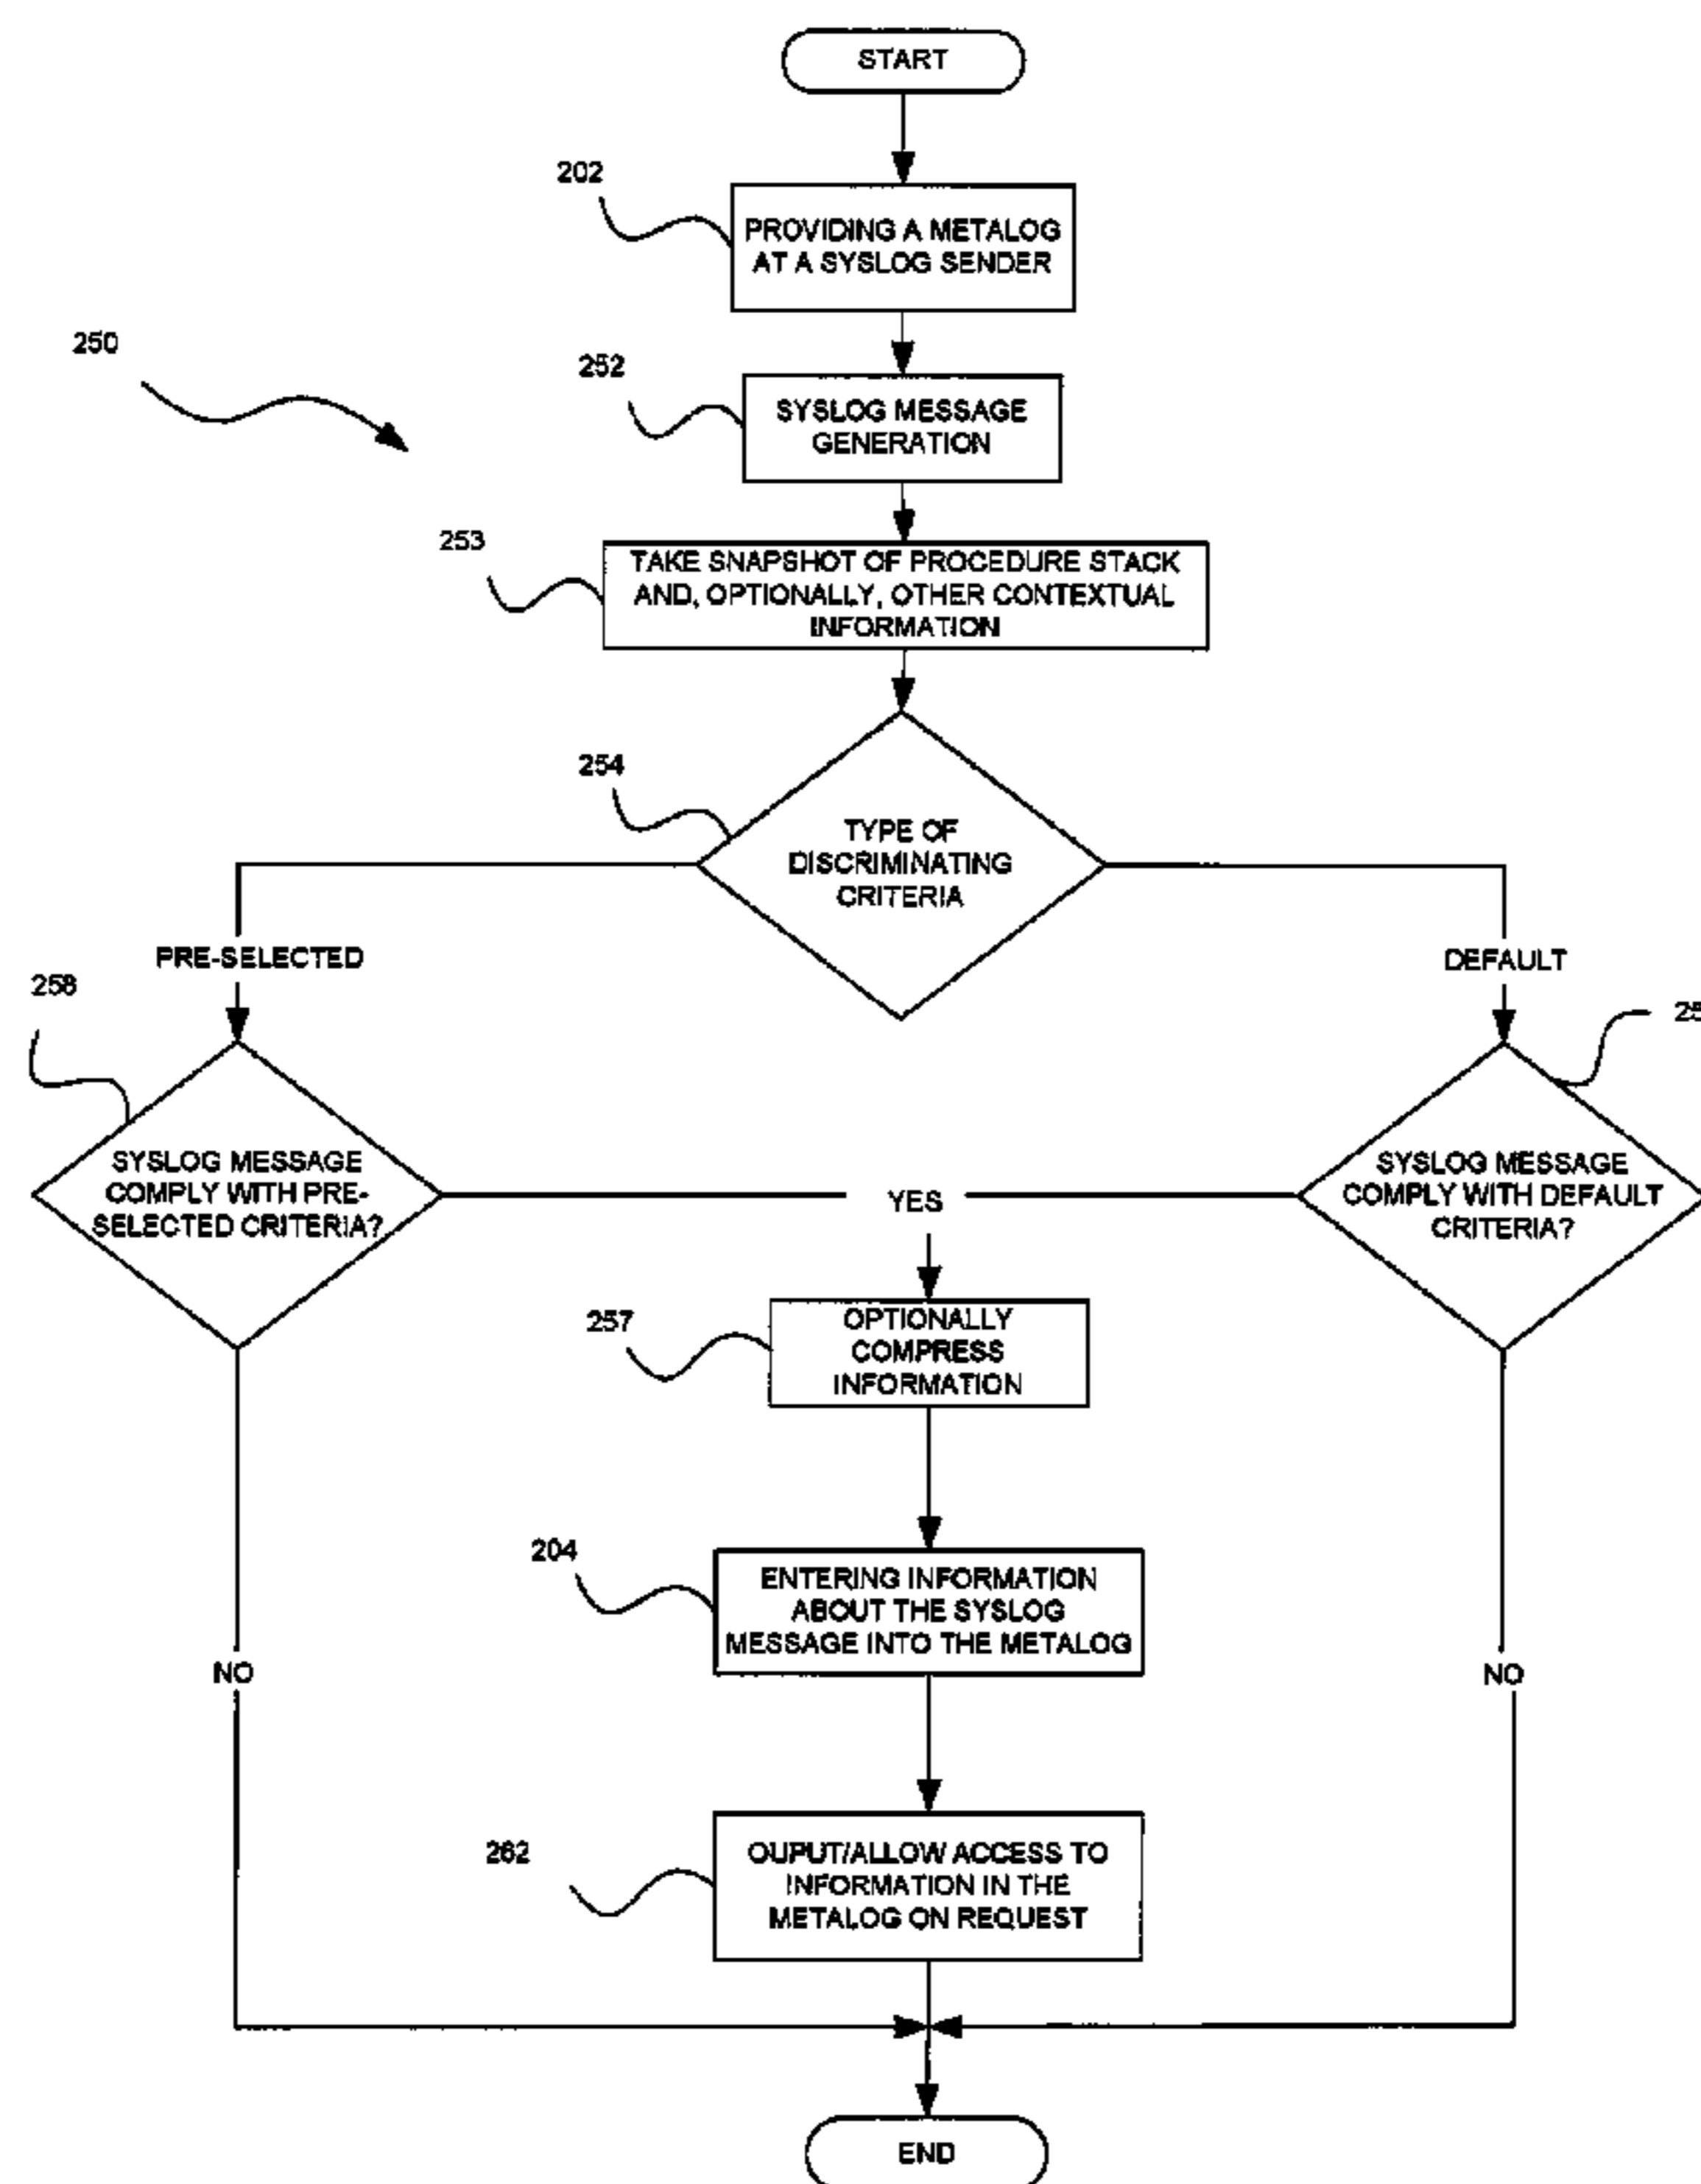 START
202
PROVIDING A METALOG
AT A SYSLOG SENDER
250
252
SYSLOG MESSAGE
GENERATION
253
TAKE SNAPSHOT OF PROCEDURE STACK
AND, OPTIONALLY, OTHER CONTEXTUAL
INFORMATION
254
TYPE OF
DISCRIMINATING
CRITERIA
PRE-SELECTED
DEFAULT
258
SYSLOG MESSAGE
COMPLY WITH PRE-
SELECTED CRITERIA?
YES
SYSLOG MESSAGE
COMPLY WITH DEFAULT
CRITERIA?
257
OPTIONALLY
COMPRESS
INFORMATION
204
ENTERING INFORMATION
ABOUT THE SYSLOG
MESSAGE INTO THE METALOG
NO
NO
262
OUPUT/ALLOW ACCESS TO
INFORMATION IN THE
METALOG ON REQUEST
END